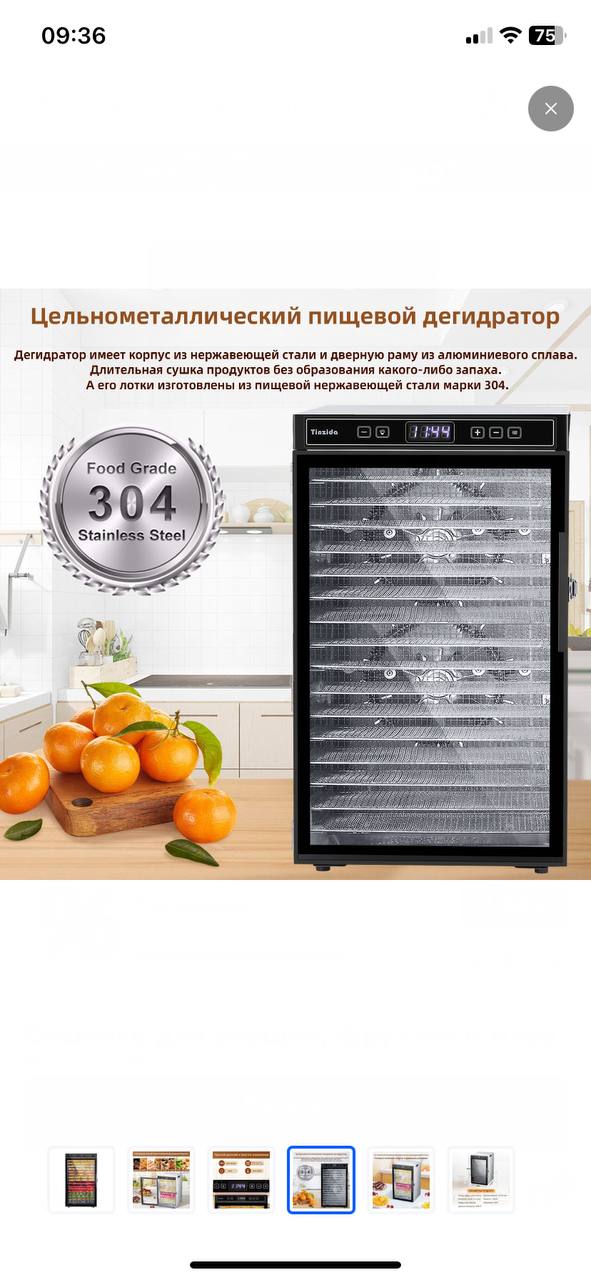 09:36
75
Цельнометаллический пищевой дегидратор
Дегидратор имеет корпус из нержавеющей стали и дверную раму из алюминиевого сплава.
Длительная сушка продуктов без образования какого-либо запаха.
А его лотки изготовлены из пищевой нержавеющей стали марки 304.
Tinzida
11:44
Food Grade
304
Stainless Steel